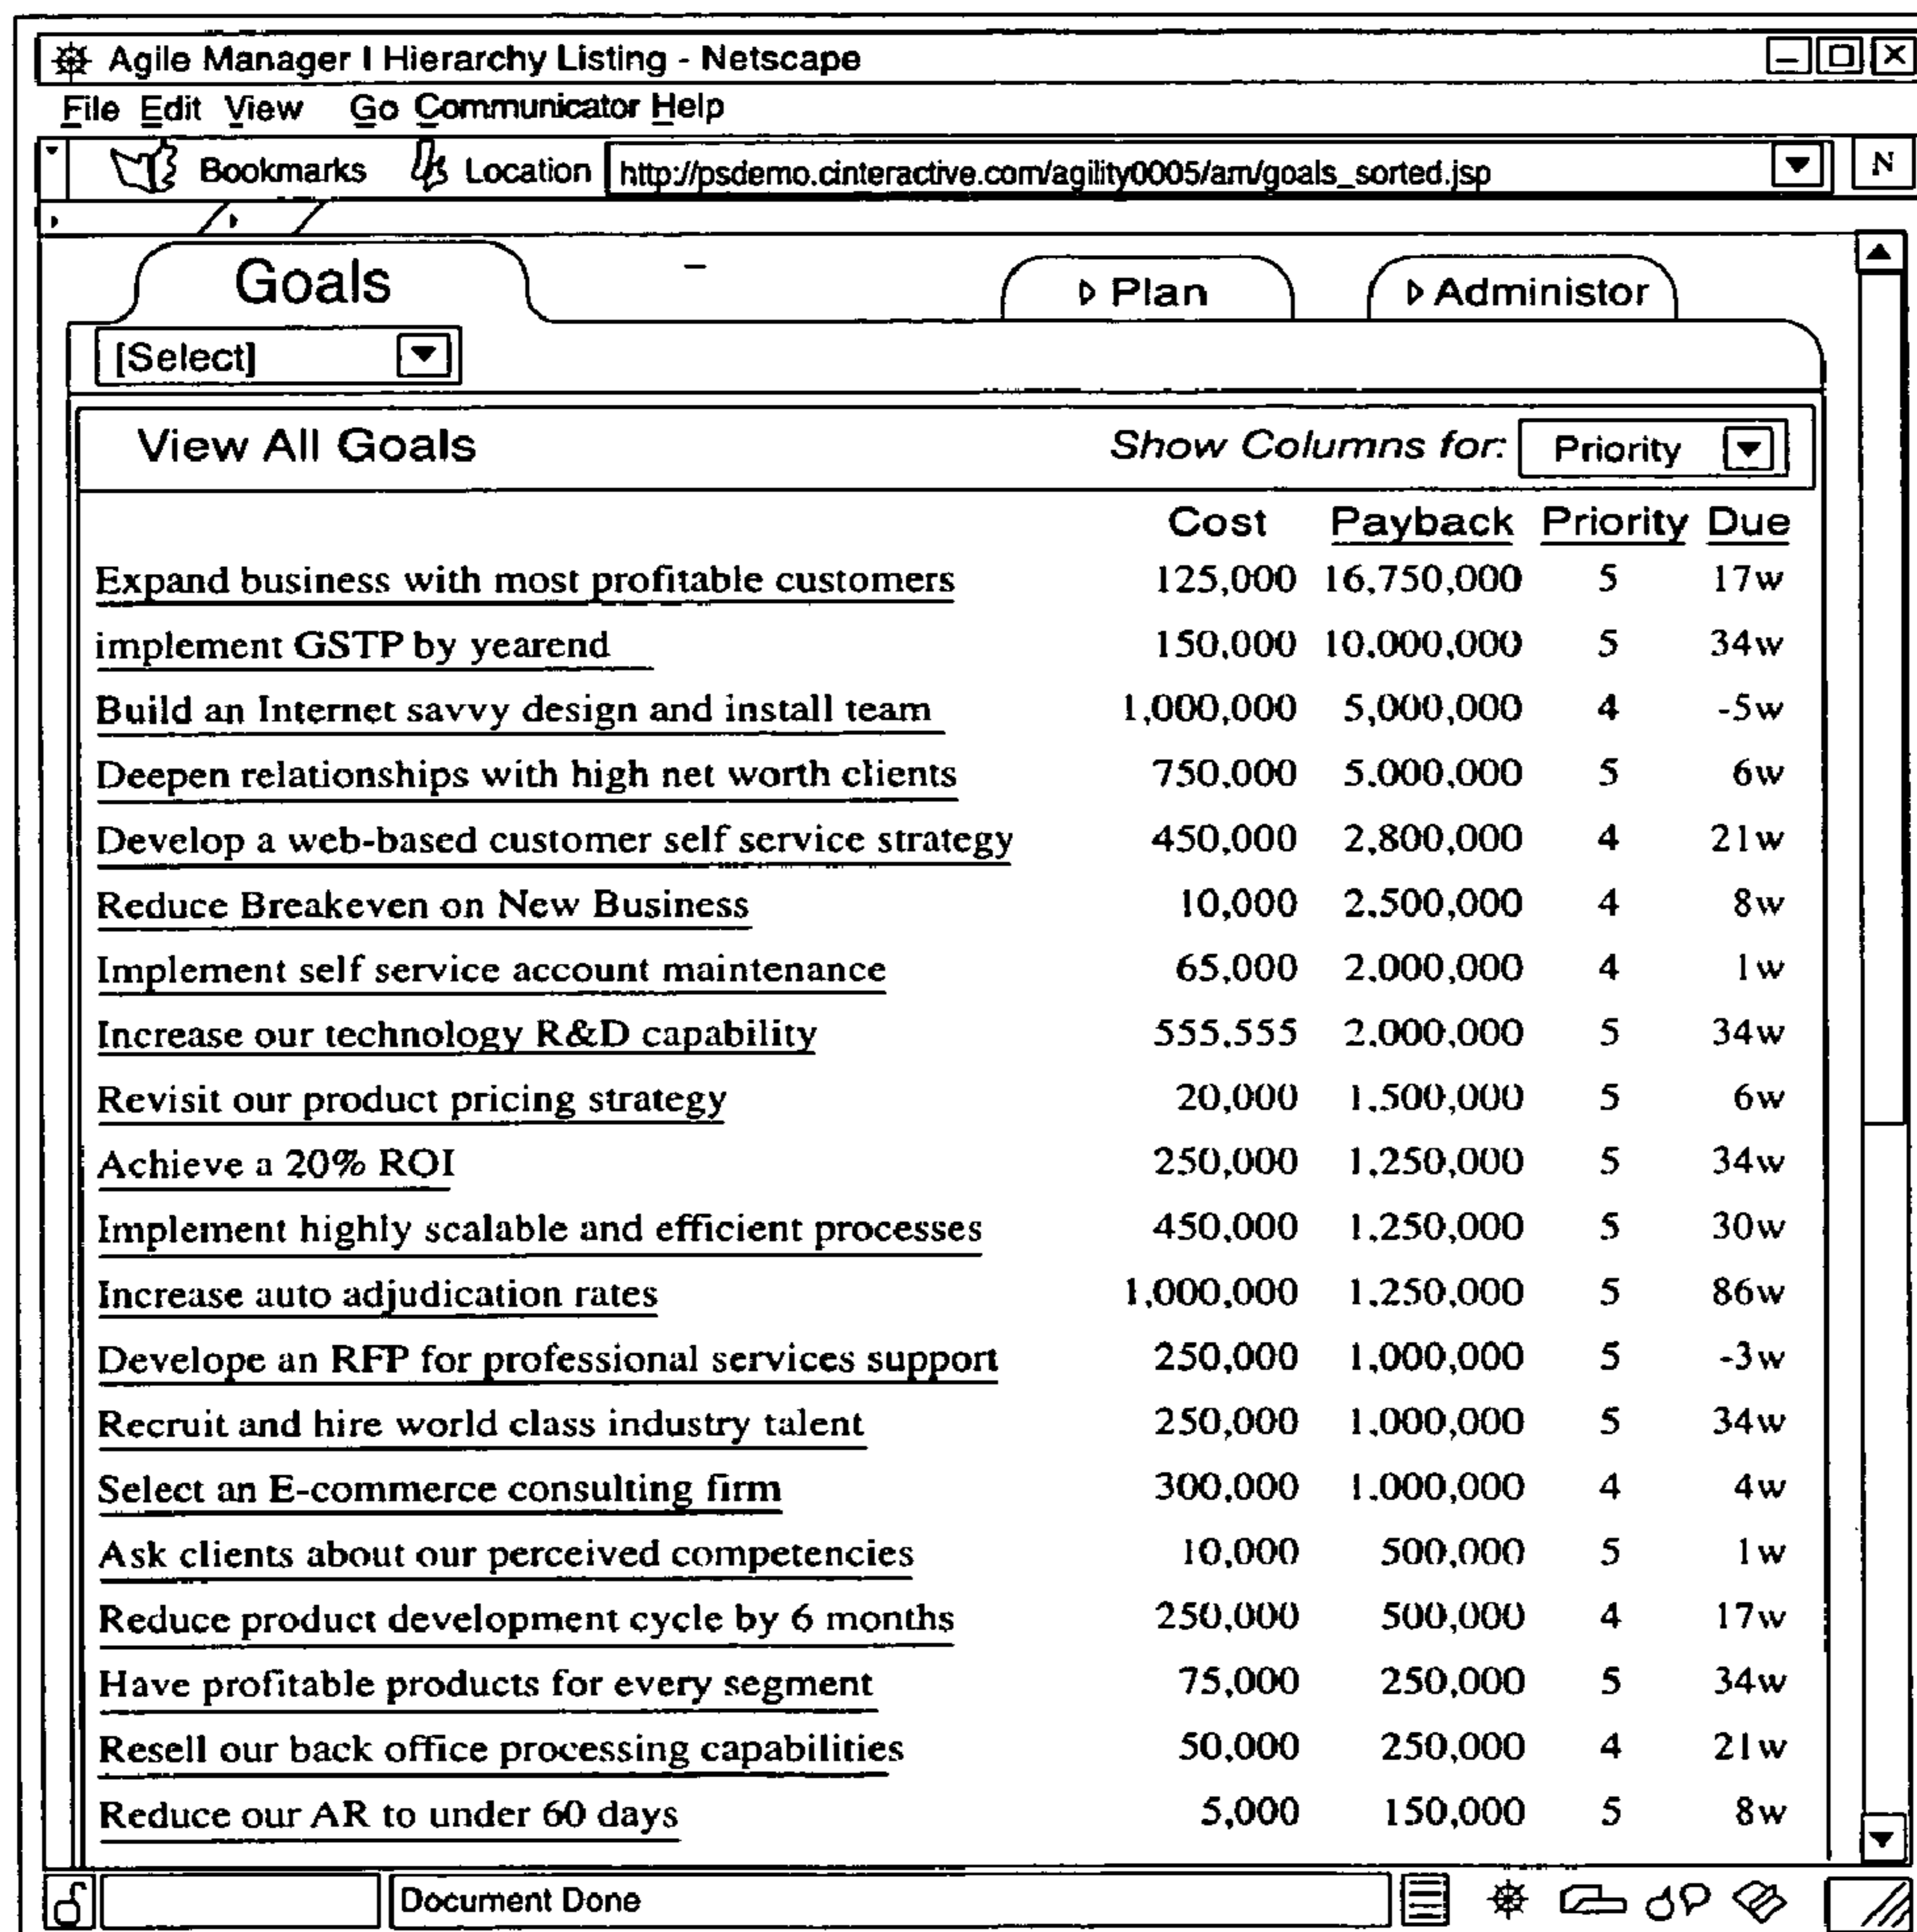 Agile Manager I Hierarchy Listing - Netscape
File Edit View Go Communicator Help
Bookmarks Location http://psdemo.cinteractive.com/agility0005/am/goals_sorted.jsp N
Goals Plan Administor
[Select]
View All Goals Show Columns for: Priority
Cost Payback Priority Due
Expand business with most profitable customers 125,000 16,750,000 5 17w
implement GSTP by yearend 150,000 10,000,000 5 34w
Build an Internet savvy design and install team 1,000,000 5,000,000 4 -5w
Deepen relationships with high net worth clients 750,000 5,000,000 5 6w
Develop a web-based customer self service strategy 450,000 2,800,000 4 21w
Reduce Breakeven on New Business 10,000 2,500,000 4 8w
Implement self service account maintenance 65,000 2,000,000 4 1w
Increase our technology R&D capability 555,555 2,000,000 5 34w
Revisit our product pricing strategy 20,000 1,500,000 5 6w
Achieve a 20% ROI 250,000 1,250,000 5 34w
Implement highly scalable and efficient processes 450,000 1,250,000 5 30w
Increase auto adjudication rates 1,000,000 1,250,000 5 86w
Develope an RFP for professional services support 250,000 1,000,000 5 -3w
Recruit and hire world class industry talent 250,000 1,000,000 5 34w
Select an E-commerce consulting firm 300,000 1,000,000 4 4w
Ask clients about our perceived competencies 10,000 500,000 5 1w
Reduce product development cycle by 6 months 250,000 500,000 4 17w
Have profitable products for every segment 75,000 250,000 5 34w
Resell our back office processing capabilities 50,000 250,000 4 21w
Reduce our AR to under 60 days 5,000 150,000 5 8w
Document Done